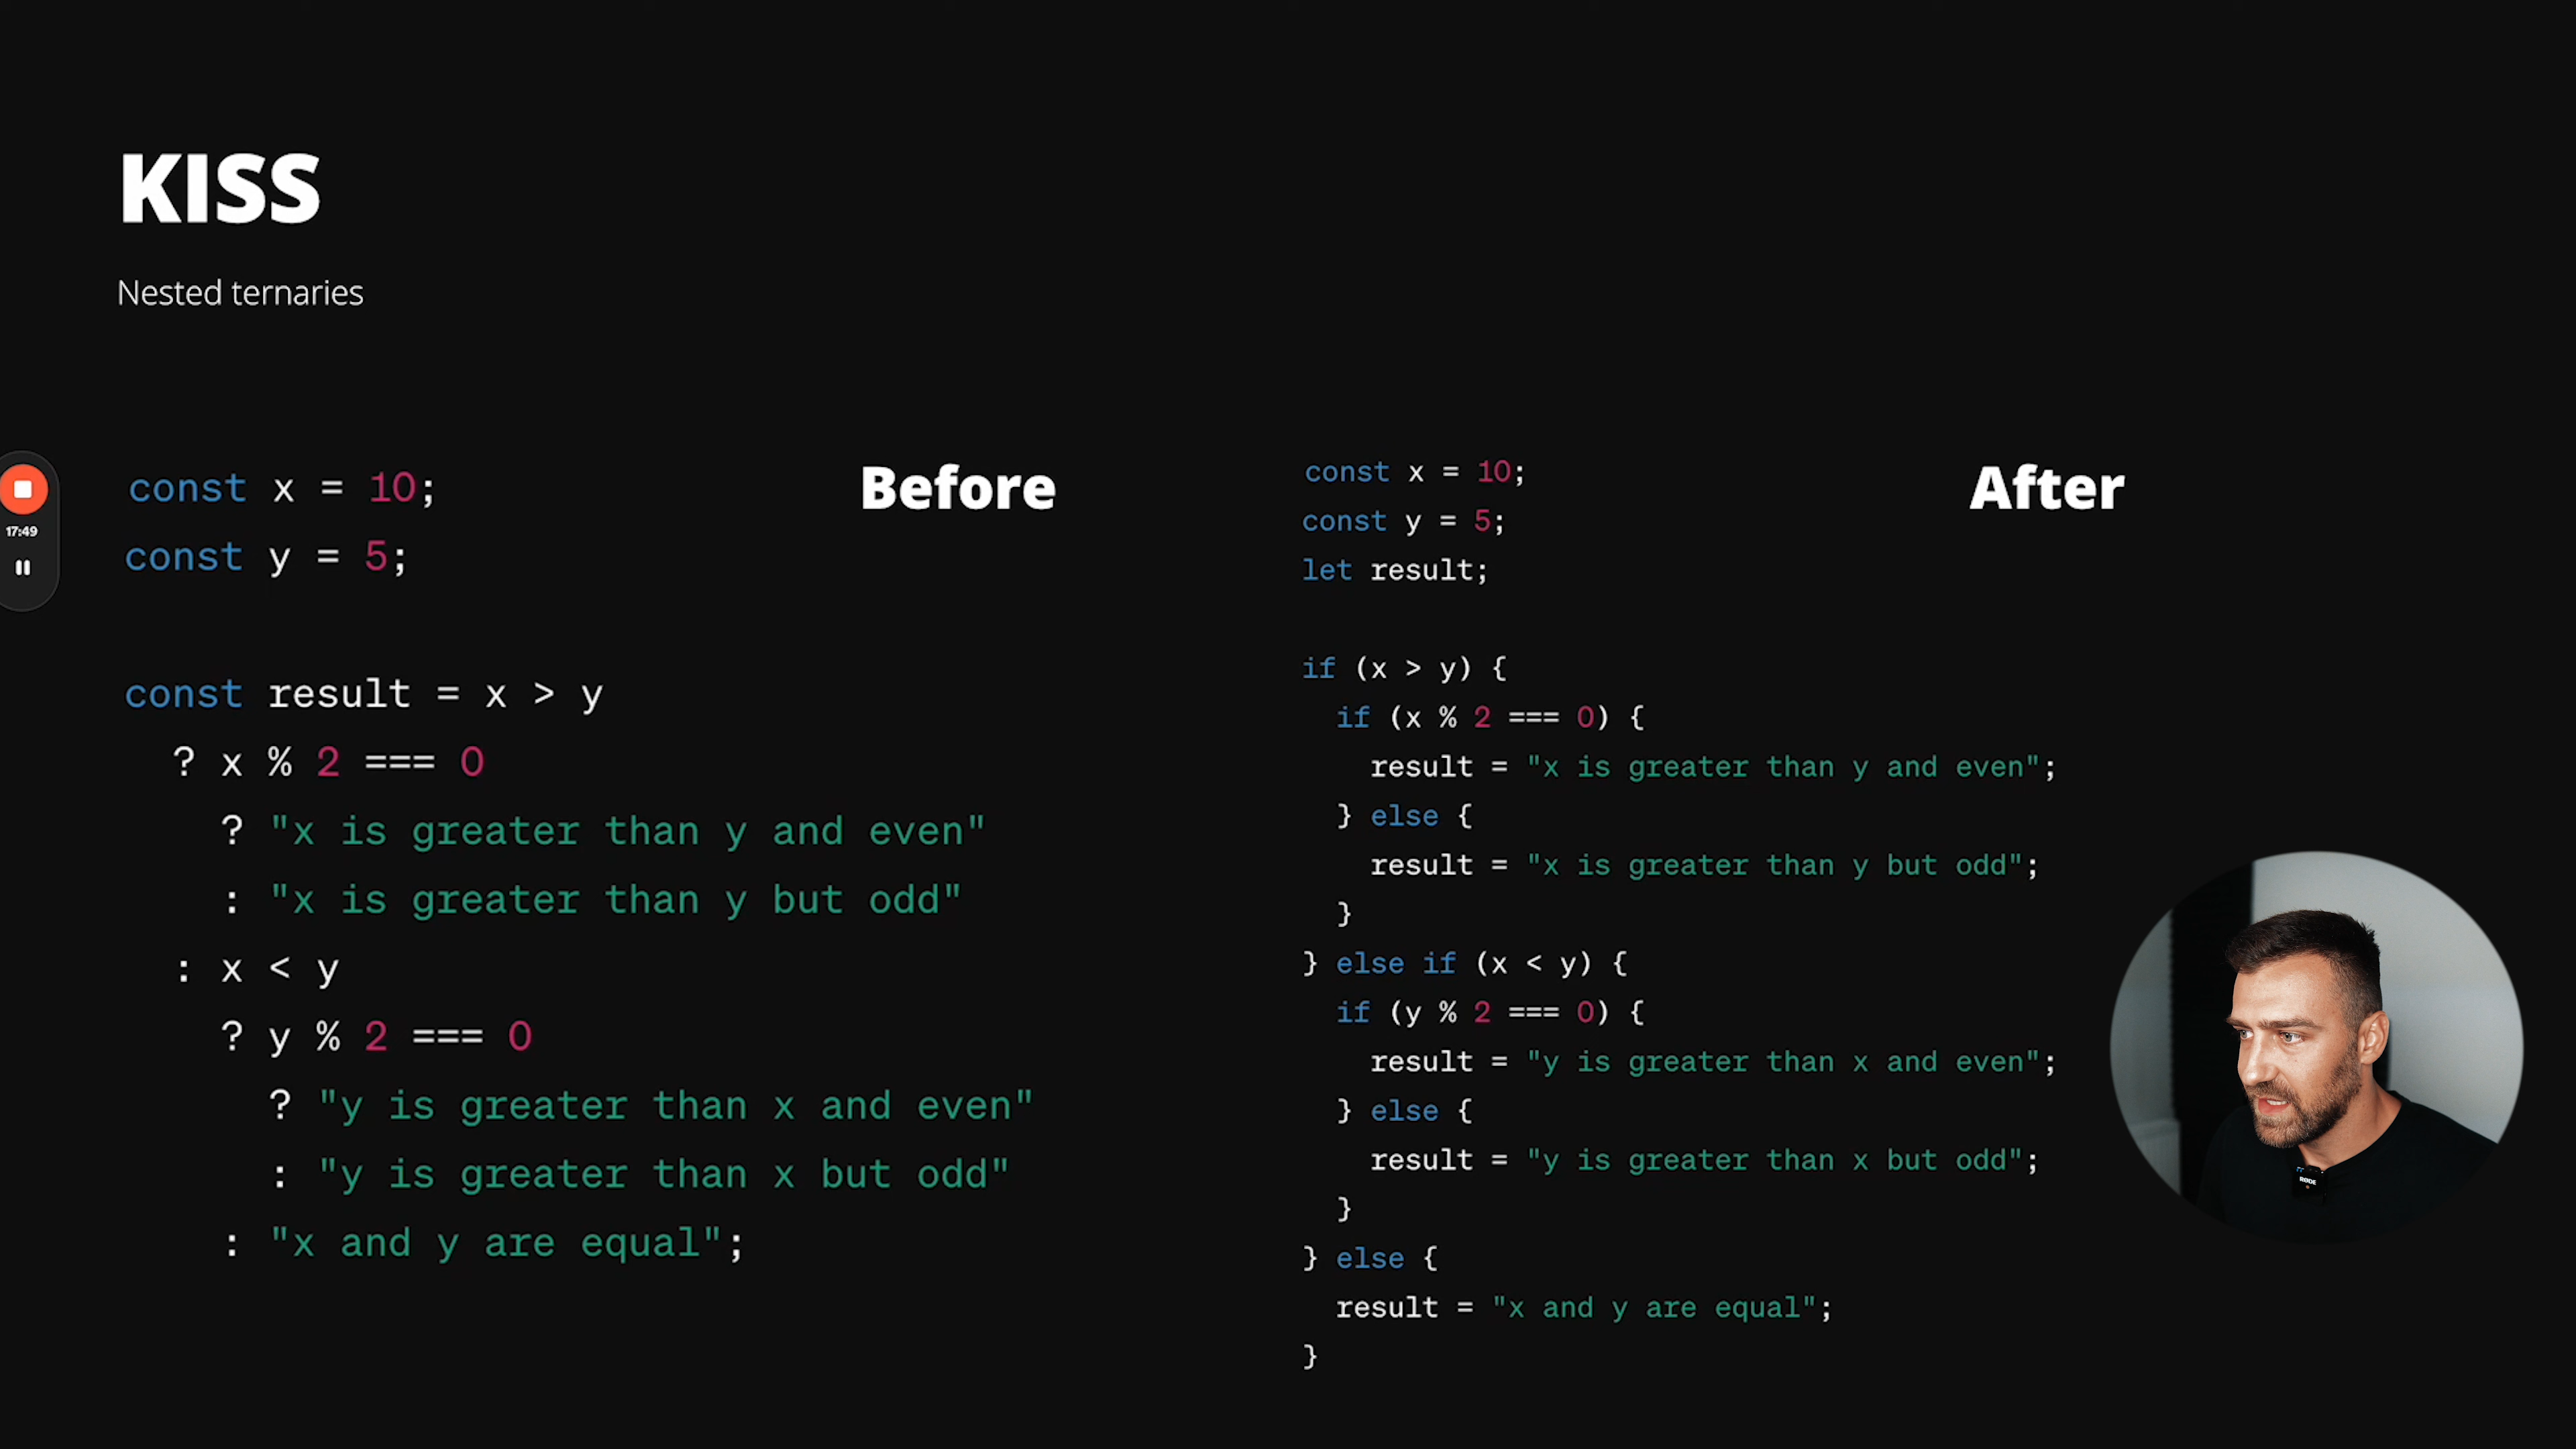 KISS
Nested ternaries
17:49
Before
const x = 10;
const y = 5;
const result = x > y
  ? x % 2 === 0
    ? "x is greater than y and even"
    : "x is greater than y but odd"
  : x < y
    ? y % 2 === 0
      ? "y is greater than x and even"
      : "y is greater than x but odd"
    : "x and y are equal";
After
const x = 10;
const y = 5;
let result;
if (x > y) {
  if (x % 2 === 0) {
    result = "x is greater than y and even";
  } else {
    result = "x is greater than y but odd";
  }
} else if (x < y) {
  if (y % 2 === 0) {
    result = "y is greater than x and even";
  } else {
    result = "y is greater than x but odd";
  }
} else {
  result = "x and y are equal";
}
RØDE